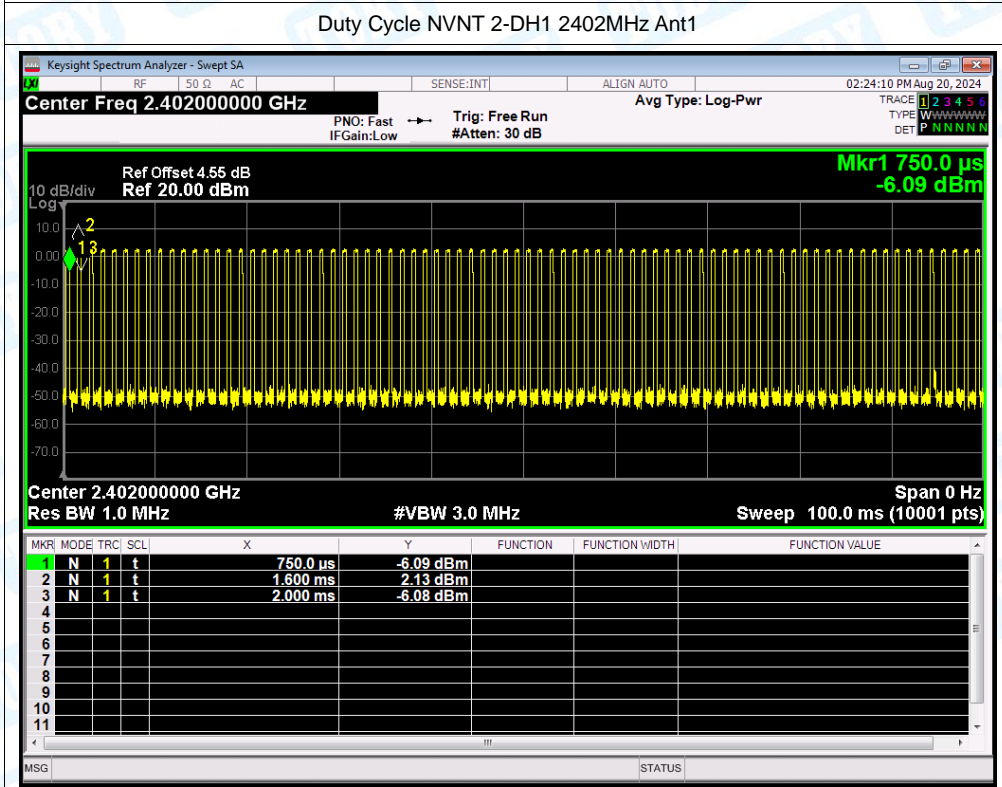 Duty Cycle NVNT 2-DH1 2402MHz Ant1
Keysight Spectrum Analyzer - Swept SA
LXI RF 50 Ω AC SENSE:INT ALIGN AUTO 02:24:10 PM Aug 20, 2024
Center Freq 2.402000000 GHz Avg Type: Log-Pwr TRACE 1 2 3 4 5 6
PNO: Fast Trig: Free Run TYPE WWWWWW
IFGain:Low #Atten: 30 dB DET P N N N N N
Mkr1 750.0 µs
-6.09 dBm
Ref Offset 4.55 dB
10 dB/div Ref 20.00 dBm
Log
10.0
0.00
-10.0
-20.0
-30.0
-40.0
-50.0
-60.0
-70.0
2
1 3
Center 2.402000000 GHz Span 0 Hz
Res BW 1.0 MHz #VBW 3.0 MHz Sweep 100.0 ms (10001 pts)
MKR MODE TRC SCL X Y FUNCTION FUNCTION WIDTH FUNCTION VALUE
1 N 1 t 750.0 µs -6.09 dBm
2 N 1 t 1.600 ms 2.13 dBm
3 N 1 t 2.000 ms -6.08 dBm
4
5
6
7
8
9
10
11
MSG STATUS